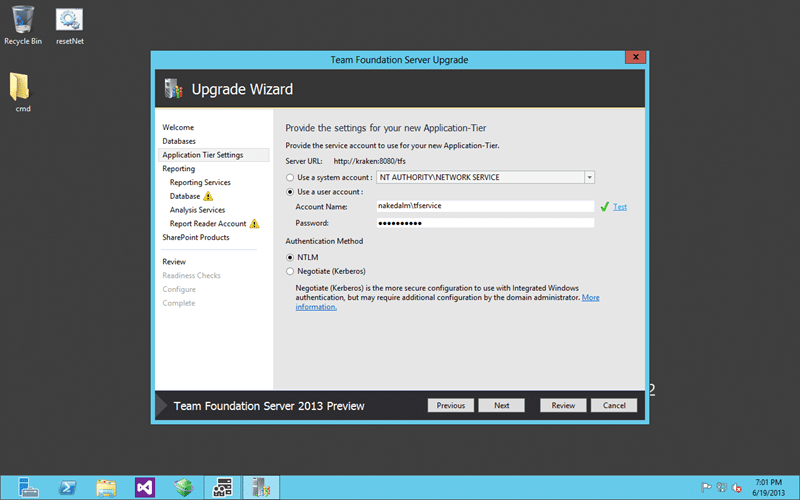 Recycle Bin
resetNet
cmd
Team Foundation Server Upgrade
x
Upgrade Wizard
Welcome
Databases
Application Tier Settings
Reporting
Reporting Services
Database
Analysis Services
Report Reader Account
SharePoint Products
Review
Readiness Checks
Configure
Complete
Provide the settings for your new Application-Tier
Provide the service account to use for your new Application-Tier.
Server URL: http://kraken:8080/tfs
Use a system account : NT AUTHORITY\NETWORK SERVICE
Use a user account :
Account Name: nakedalm\tfservice Test
Password: ●●●●●●●●●●
Authentication Method
NTLM
Negotiate (Kerberos)
Negotiate (Kerberos) is the more secure configuration to use with Integrated Windows
authentication, but may require additional configuration by the domain administrator. More
information.
Team Foundation Server 2013 Preview
Previous Next Review Cancel
2
7:01 PM
6/19/2013